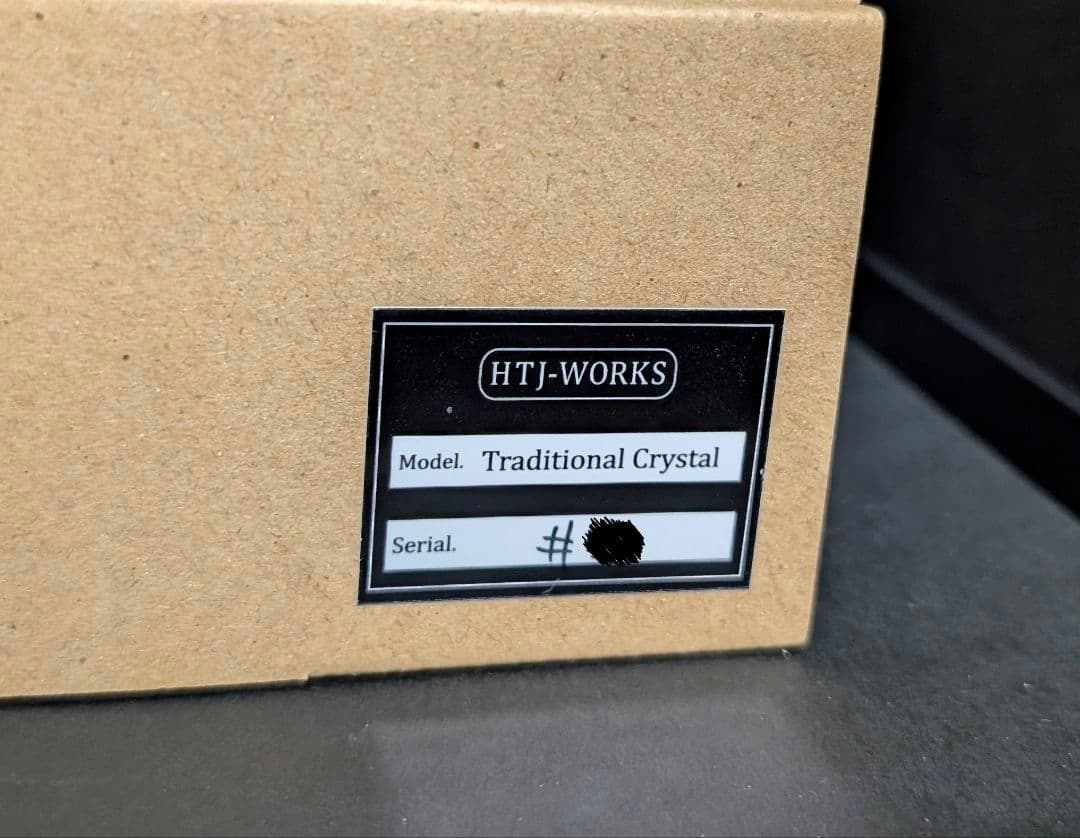 HTJ-WORKS
Model. Traditional Crystal
Serial. #